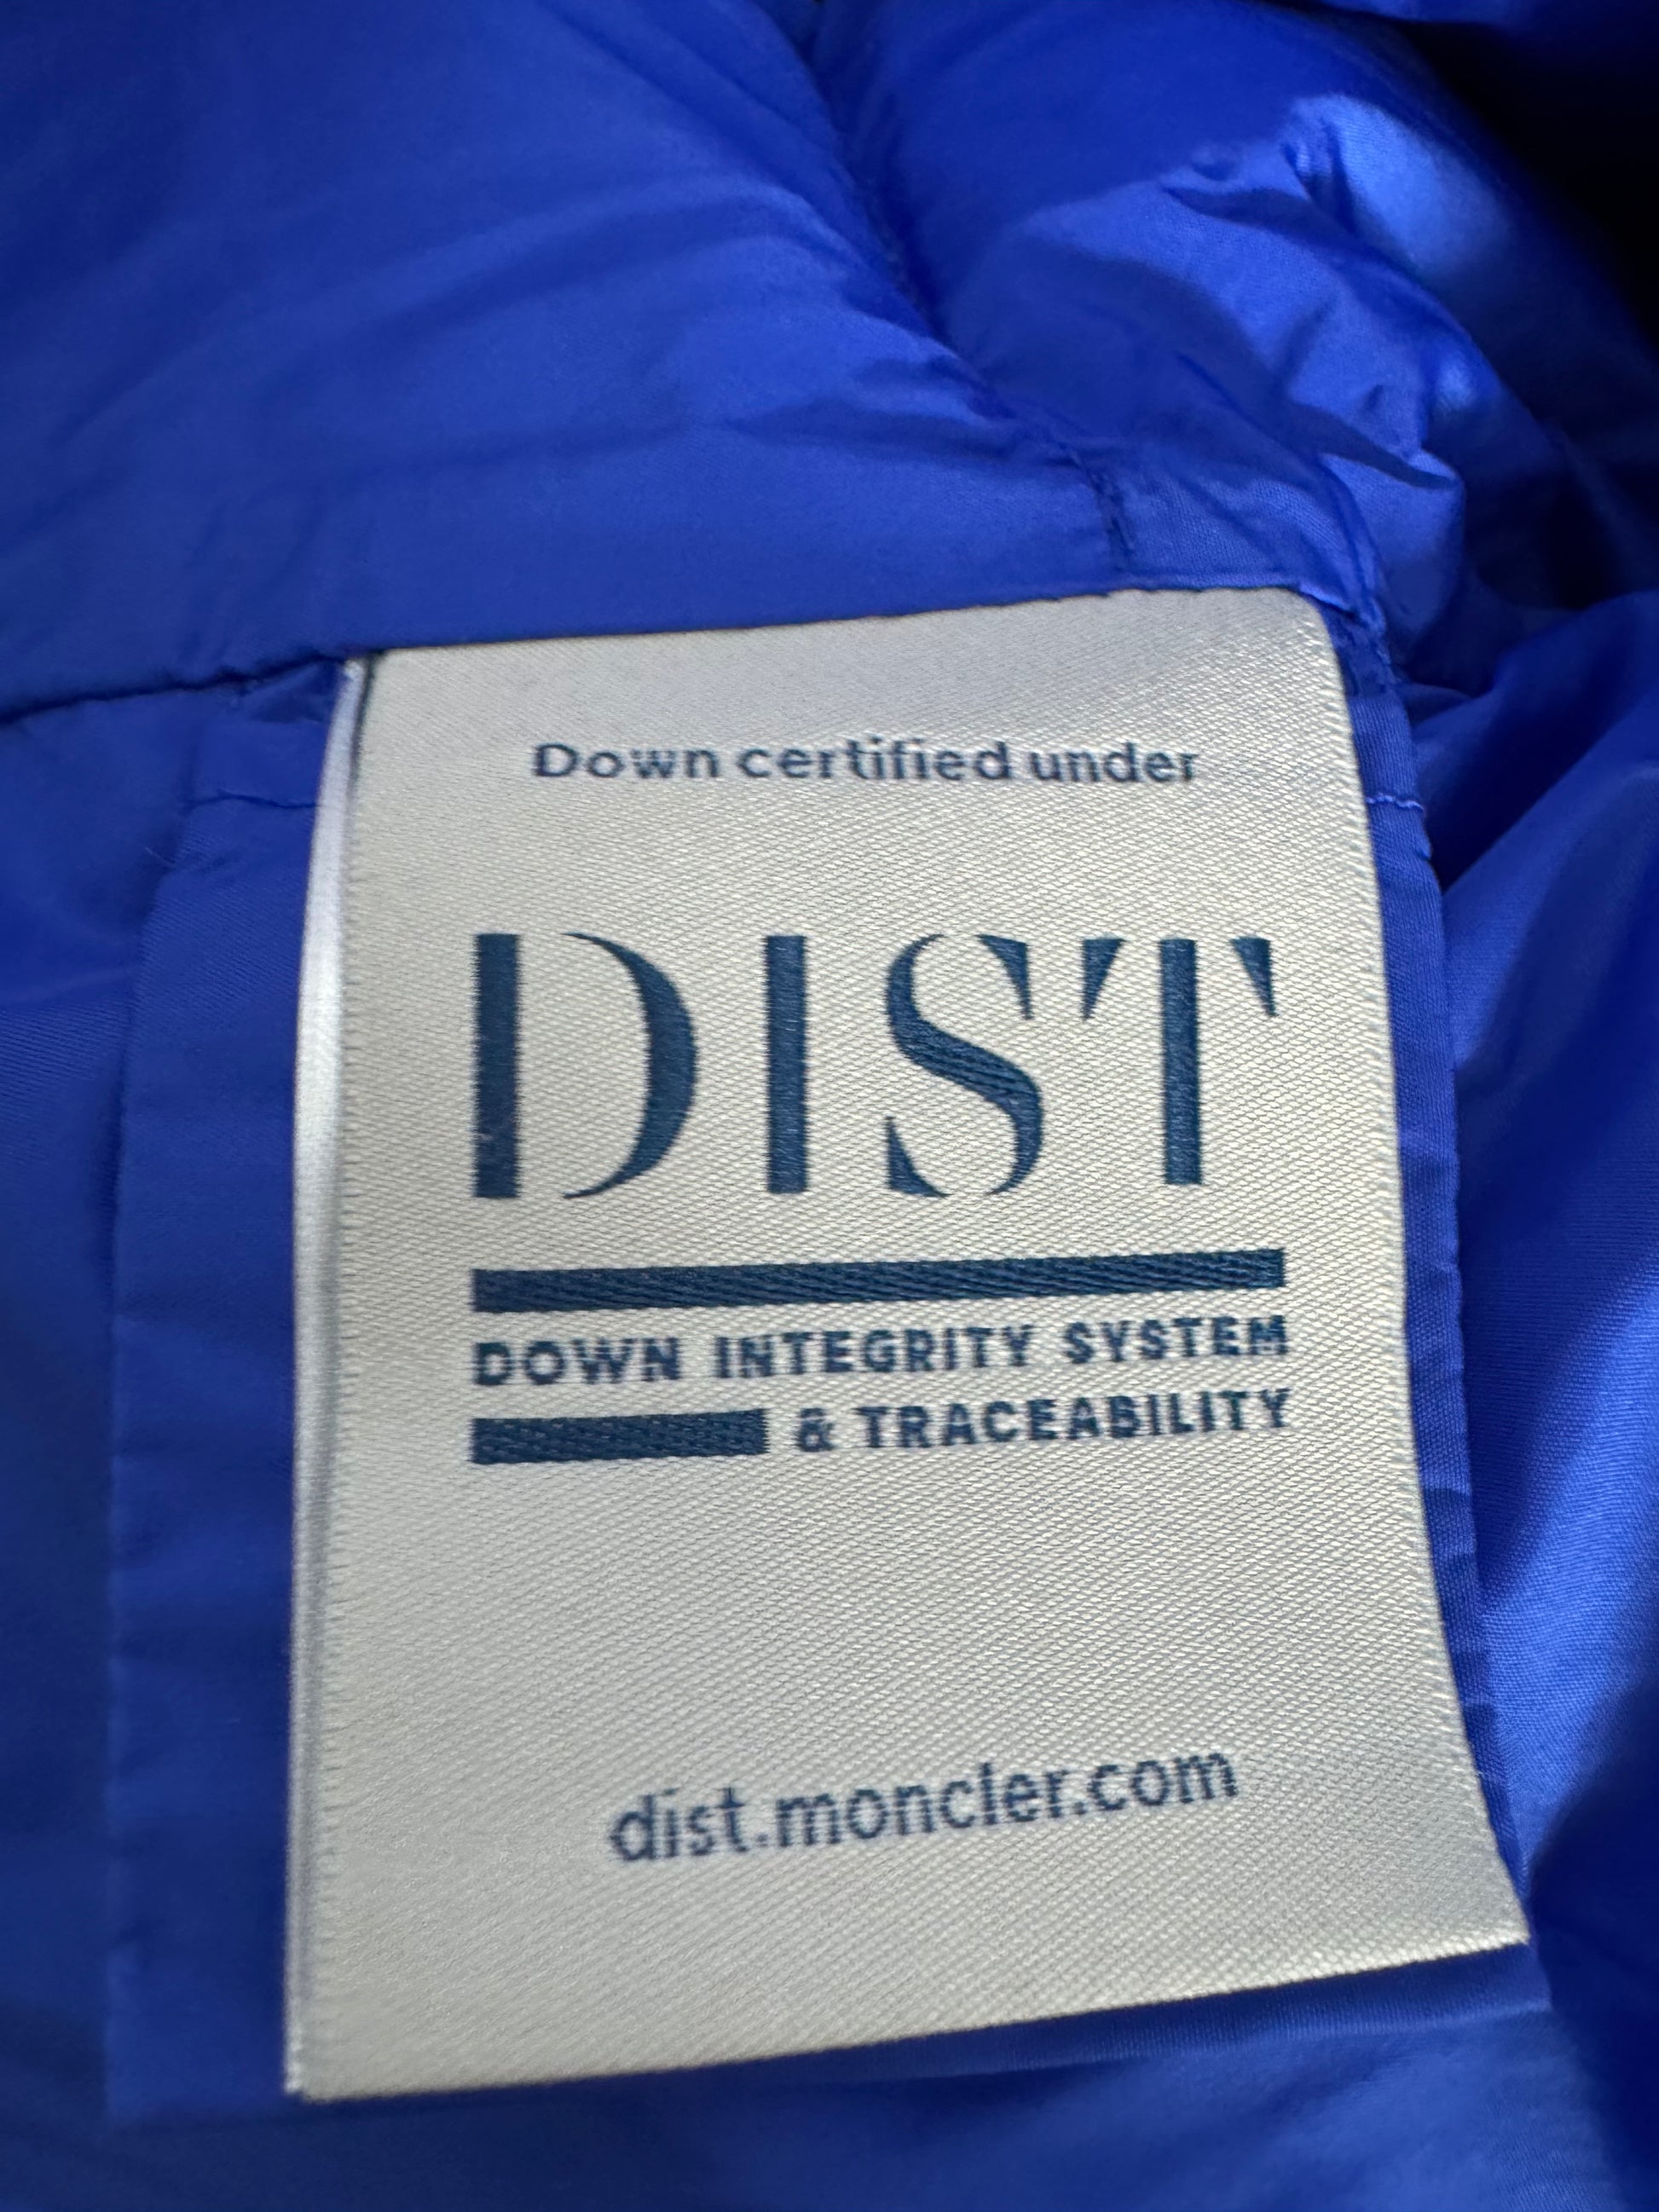 Down certified under
DIST
DOWN INTEGRITY SYSTEM
& TRACEABILITY
dist.moncler.com